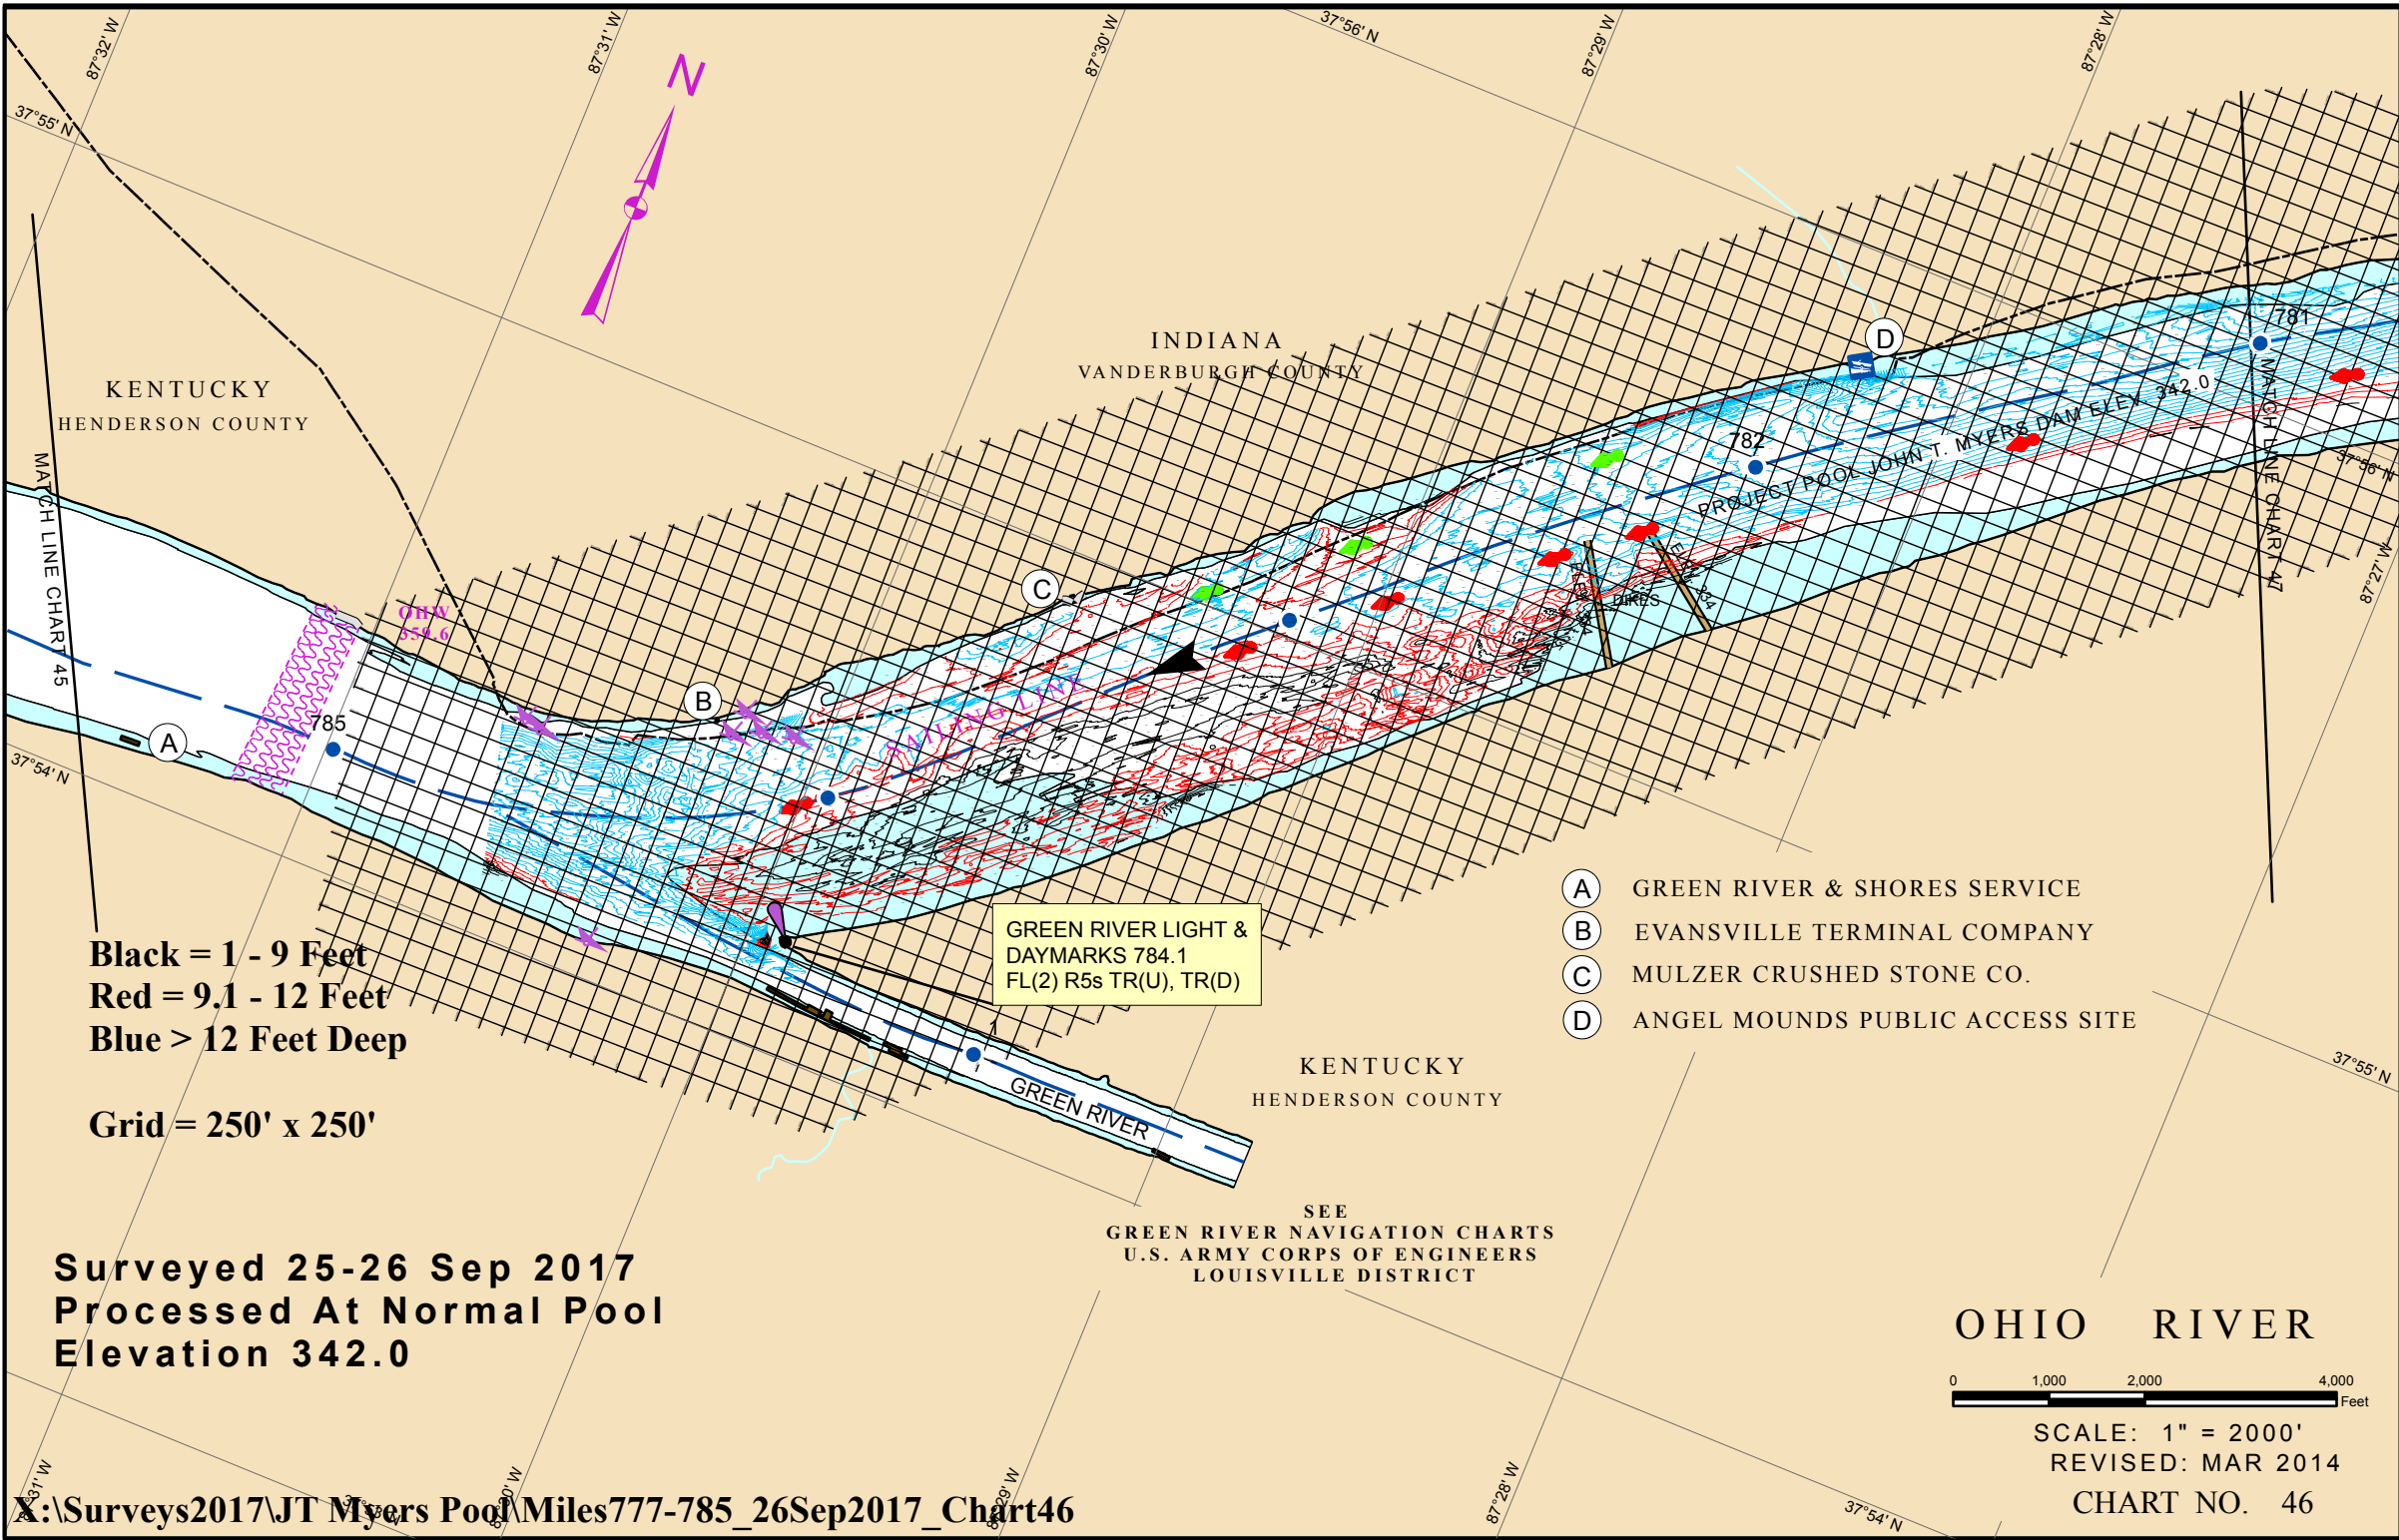 87°32' W
87°31' W
87°30' W
37°56' N
87°29' W
87°28' W
37°55' N
N
INDIANA
VANDERBURGH COUNTY
KENTUCKY
HENDERSON COUNTY
D
781
782
PROJECT POOL JOHN T. MYERS DAM ELEV. 342.0
MATCH LINE CHART 47
37°56' N
87°27' W
MATCH LINE CHART 45
OHW
359.6
C
DIKES
B
SAILING LINE
785
A
37°54' N
GREEN RIVER LIGHT &
DAYMARKS 784.1
FL(2) R5s TR(U), TR(D)
A GREEN RIVER & SHORES SERVICE
B EVANSVILLE TERMINAL COMPANY
C MULZER CRUSHED STONE CO.
D ANGEL MOUNDS PUBLIC ACCESS SITE
Black = 1 - 9 Feet
Red = 9.1 - 12 Feet
Blue > 12 Feet Deep
Grid = 250' x 250'
1
GREEN RIVER
KENTUCKY
HENDERSON COUNTY
37°55' N
SEE
GREEN RIVER NAVIGATION CHARTS
U.S. ARMY CORPS OF ENGINEERS
LOUISVILLE DISTRICT
Surveyed 25-26 Sep 2017
Processed At Normal Pool
Elevation 342.0
OHIO RIVER
0 1,000 2,000 4,000
Feet
SCALE: 1" = 2000'
REVISED: MAR 2014
CHART NO. 46
87°31' W
37°53' N
87°30' W
87°29' W
87°28' W
37°54' N
X:\Surveys2017\JT Myers Pool\Miles777-785_26Sep2017_Chart46